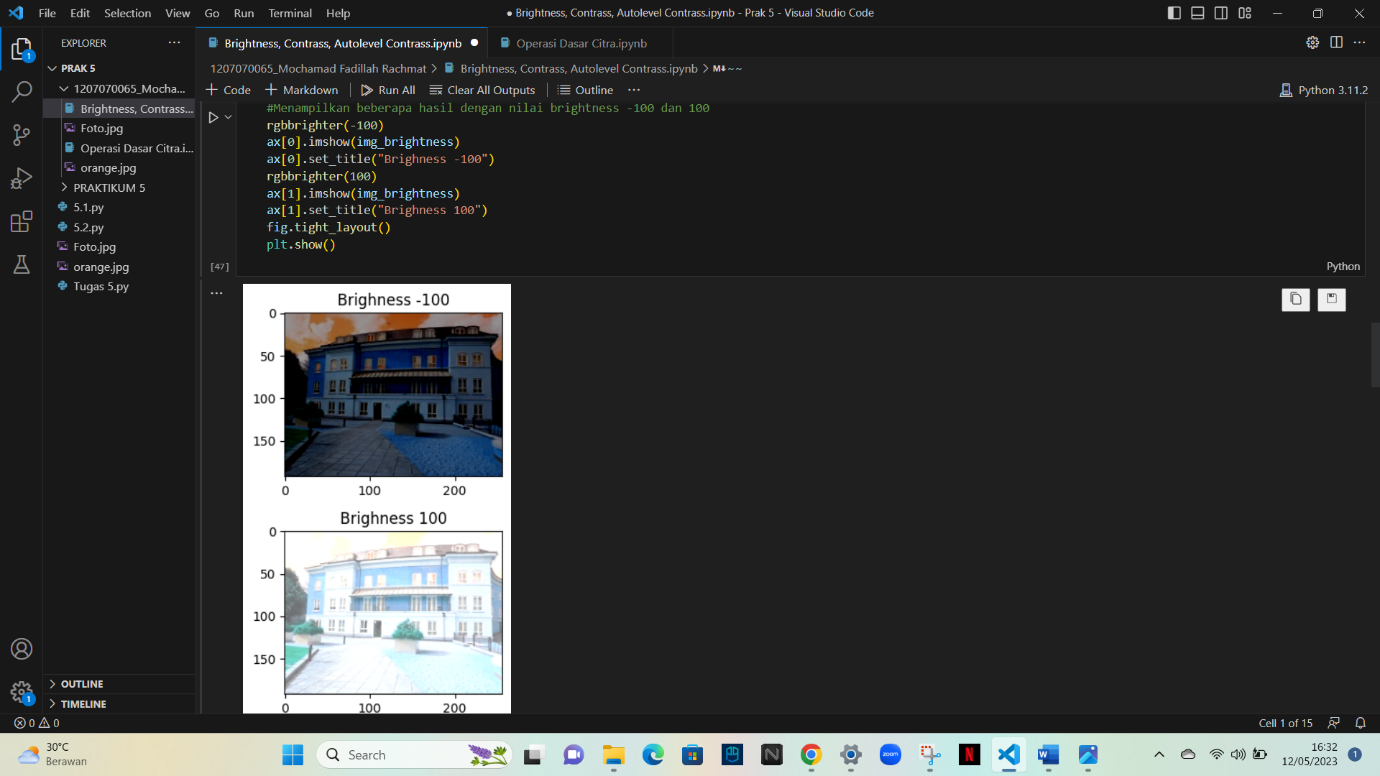 File Edit Selection View Go Run Terminal Help
● Brightness, Contrass, Autolevel Contrass.ipynb - Prak 5 - Visual Studio Code
EXPLORER
PRAK 5
1207070065_Mocha...
Brightness, Contrass...
Foto.jpg
Operasi Dasar Citra.i...
orange.jpg
PRAKTIKUM 5
5.1.py
5.2.py
Foto.jpg
orange.jpg
Tugas 5.py
OUTLINE
TIMELINE
1
1
Brightness, Contrass, Autolevel Contrass.ipynb ●
Operasi Dasar Citra.ipynb
1207070065_Mochamad Fadillah Rachmat > Brightness, Contrass, Autolevel Contrass.ipynb > M↓~~
+ Code + Markdown Run All Clear All Outputs Outline ...
Python 3.11.2
#Menampilkan beberapa hasil dengan nilai brightness -100 dan 100
rgbbrighter(-100)
ax[0].imshow(img_brightness)
ax[0].set_title("Brighness -100")
rgbbrighter(100)
ax[1].imshow(img_brightness)
ax[1].set_title("Brighness 100")
fig.tight_layout()
plt.show()
[47]
Python
...
Brighness -100
0
50
100
150
0 100 200
Brighness 100
0
50
100
150
0 100 200
0 0
Cell 1 of 15
30°C
Berawan
Search
zoom
N
N
W
16:32
12/05/2023
1